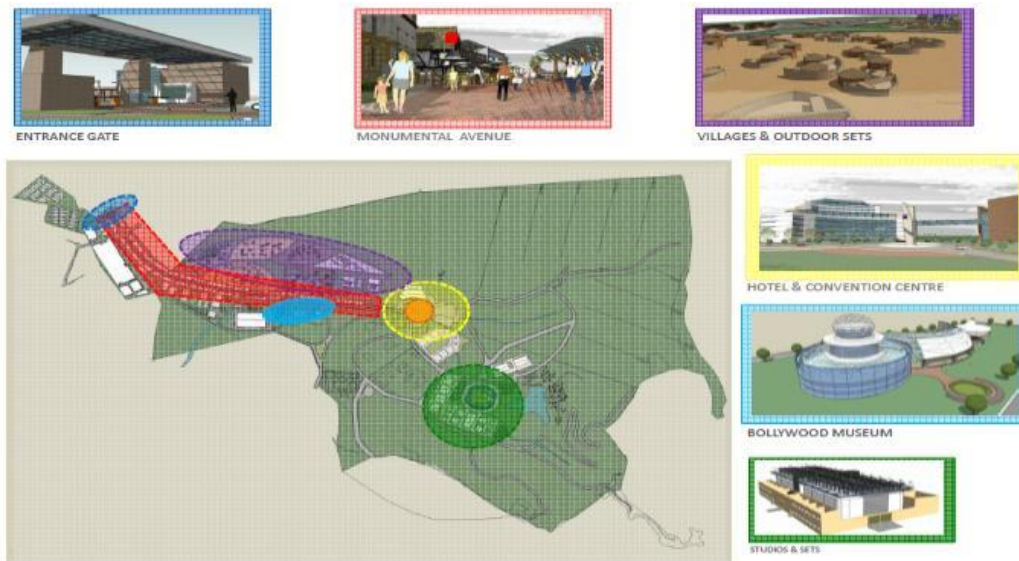 ENTRANCE GATE
MONUMENTAL AVENUE
VILLAGES & OUTDOOR SETS
HOTEL & CONVENTION CENTRE
BOLLYWOOD MUSEUM
STUDIOS & SETS